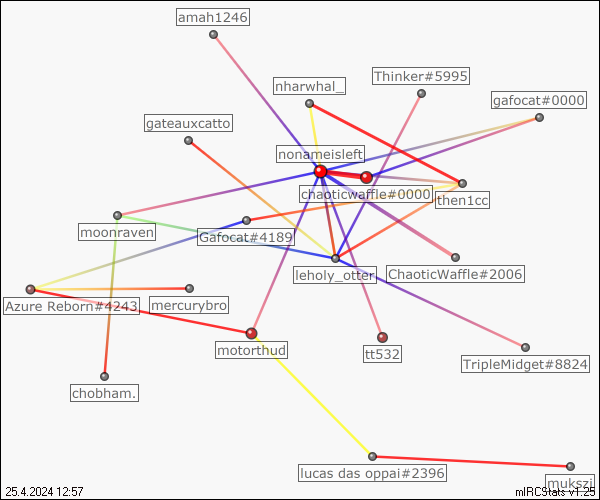 amah1246
Thinker#5995
nharwhal_
gafocat#0000
gateauxcatto
nonameisleft
chaoticwaffle#0000
then1cc
moonraven
Gafocat#4189
leholy_otter
ChaoticWaffle#2006
Azure Reborn#4243
mercurybro
motorthud
tt532
TripleMidget#8824
chobham.
lucas das oppai#2396
mukszi
25.4.2024 12:57
mIRCStats v1.25